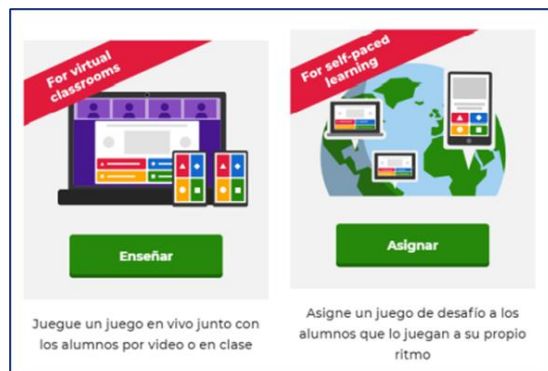 For virtual
classrooms
Enseñar
Juegue un juego en vivo junto con
los alumnos por video o en clase
For self-paced
learning
Asignar
Asigne un juego de desafío a los
alumnos que lo juegan a su propio
ritmo